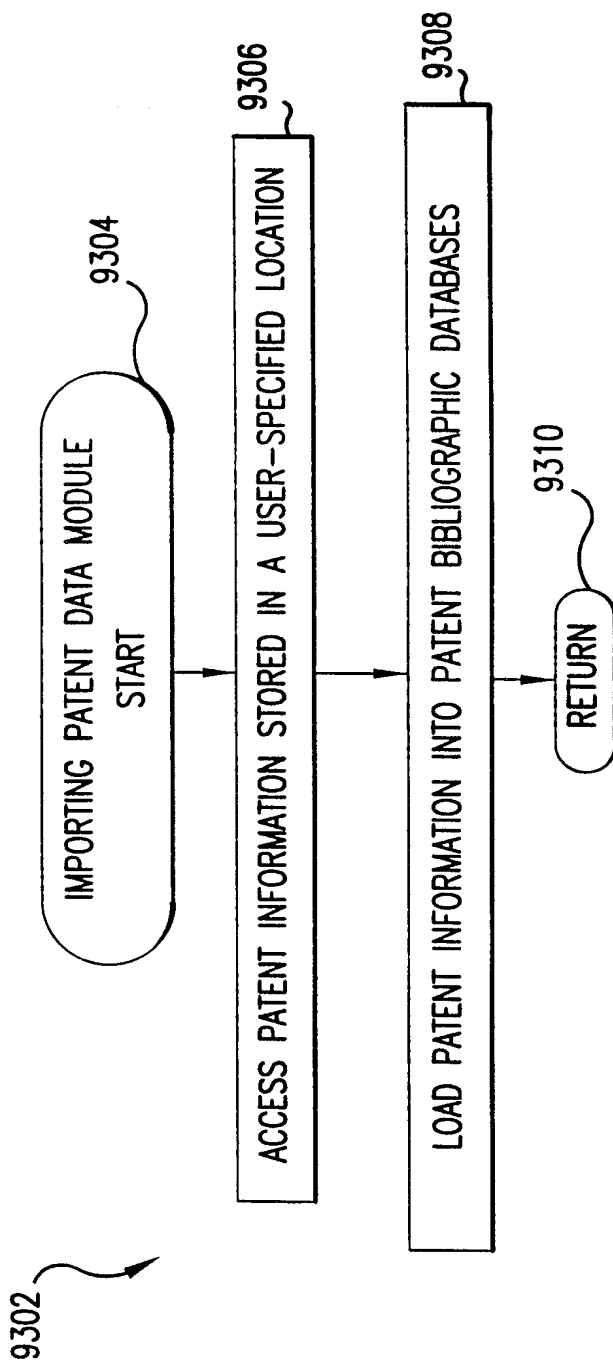 9302
IMPORTING PATENT DATA MODULE
START
9304
ACCESS PATENT INFORMATION STORED IN A USER-SPECIFIED LOCATION
9306
LOAD PATENT INFORMATION INTO PATENT BIBLIOGRAPHIC DATABASES
9308
RETURN
9310